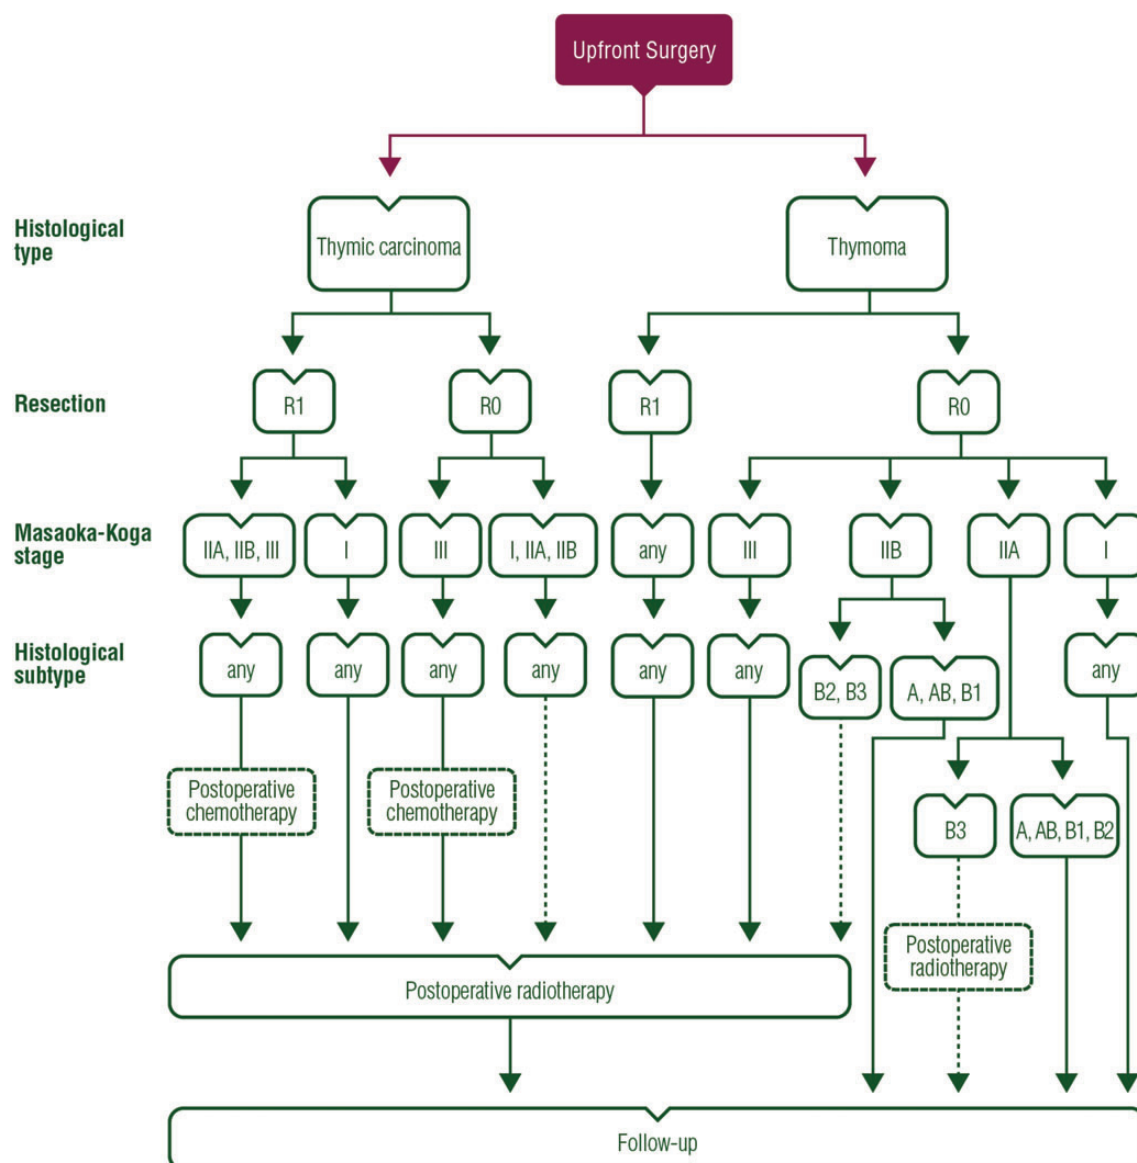 Upfront Surgery
Histological
type
Thymic carcinoma
Thymoma
Resection
R1
R0
R1
R0
Masaoka-Koga
stage
IIA, IIB, III
I
III
I, IIA, IIB
any
III
IIB
IIA
I
Histological
subtype
any
any
any
any
any
any
B2, B3
A, AB, B1
any
Postoperative
chemotherapy
Postoperative
chemotherapy
B3
A, AB, B1, B2
Postoperative
radiotherapy
Postoperative radiotherapy
Follow-up